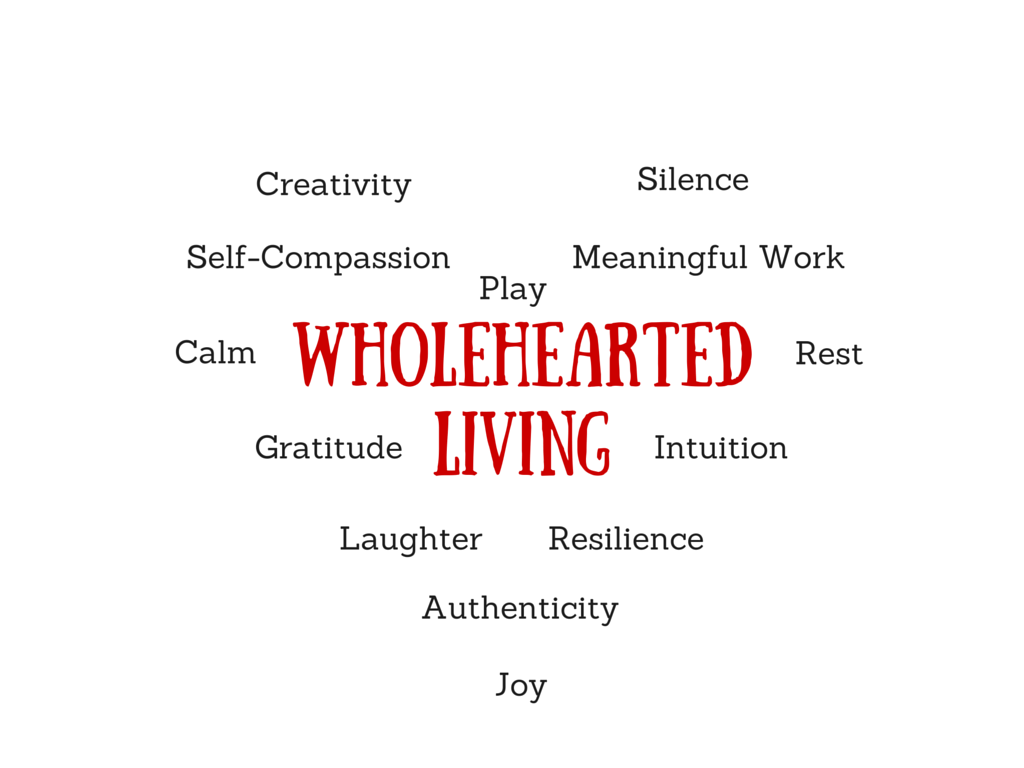 Creativity
Silence
Self-Compassion
Meaningful Work
Play
Calm
WHOLEHEARTED
Rest
Gratitude
LIVING
Intuition
Laughter
Resilience
Authenticity
Joy